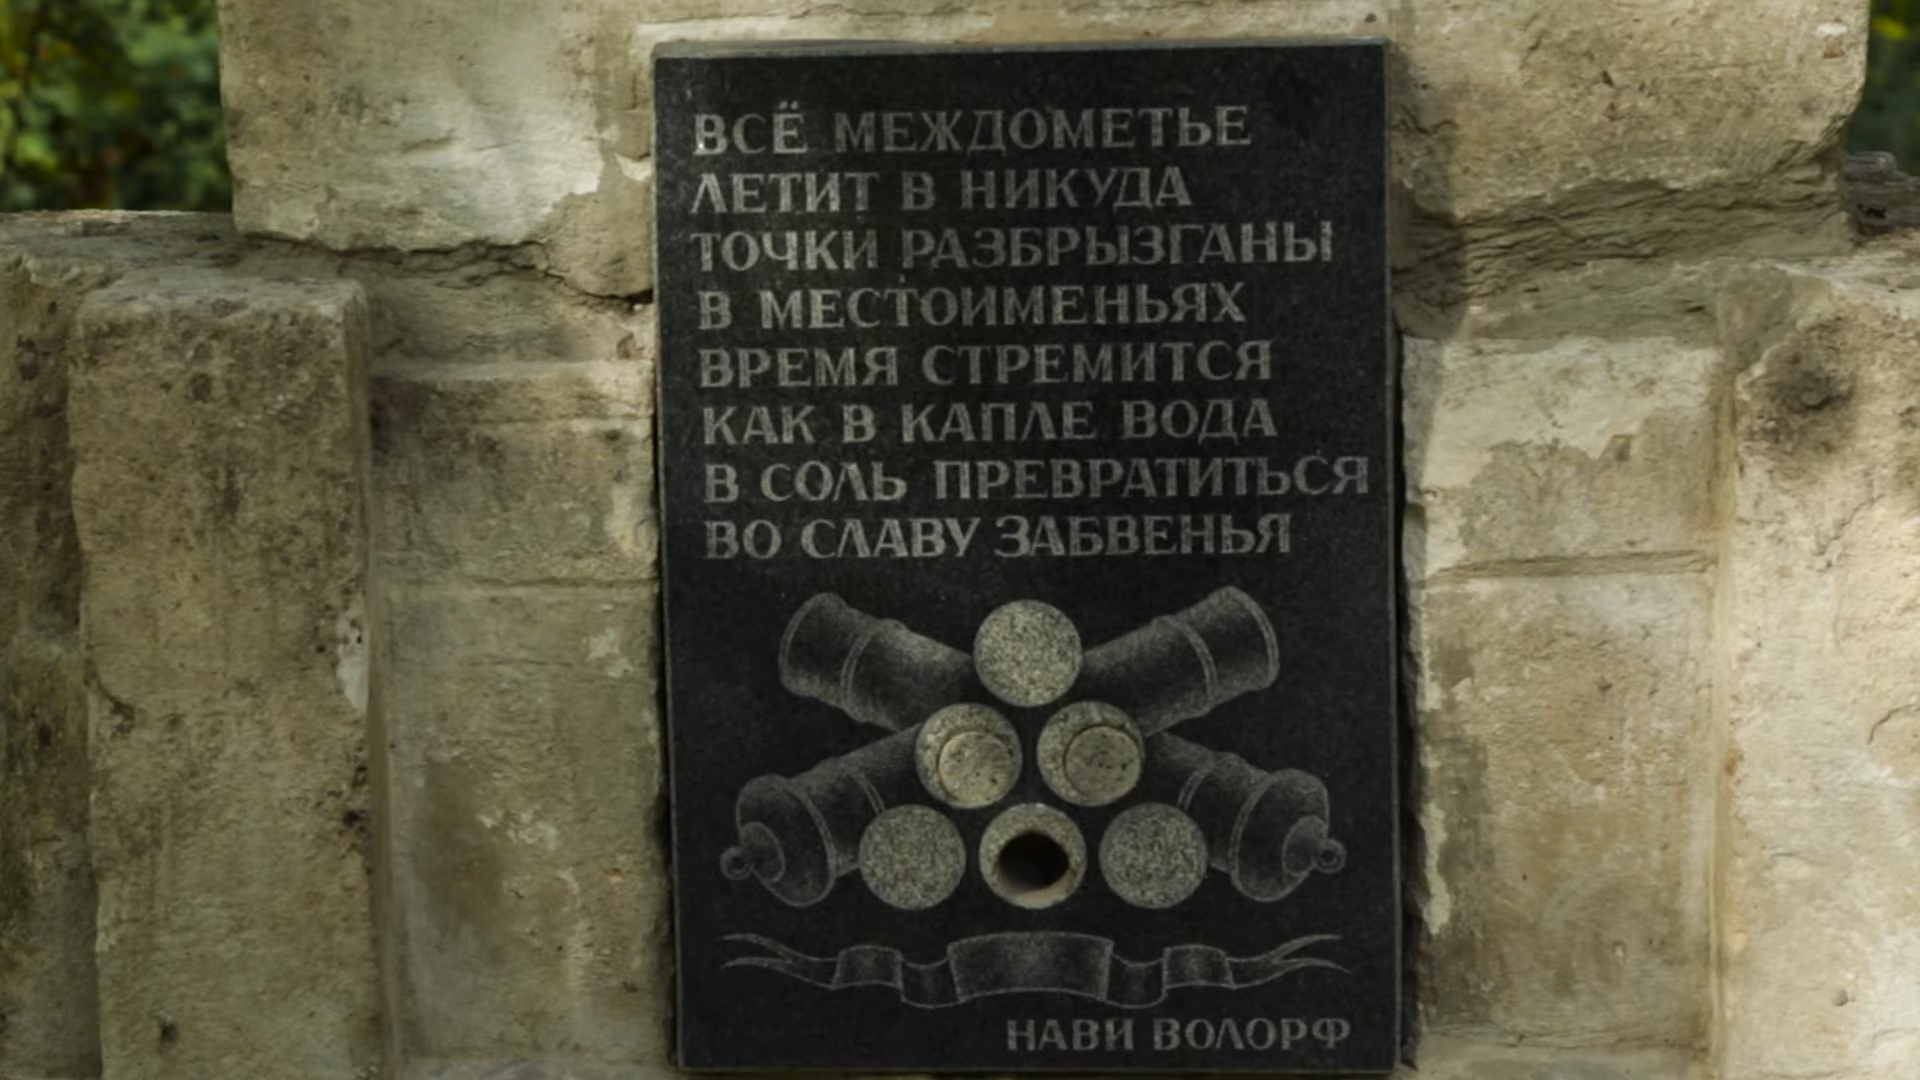 ВСЁ МЕЖДОМЕТЬЕ
ЛЕТИТ В НИКУДА
ТОЧКИ РАЗБРЫЗГАНЫ
В МЕСТОИМЕНЬЯХ
ВРЕМЯ СТРЕМИТСЯ
КАК В КАПЛЕ ВОДА
В СОЛЬ ПРЕВРАТИТЬСЯ
ВО СЛАВУ ЗАБВЕНЬЯ
НАВИ ВОЛОРФ